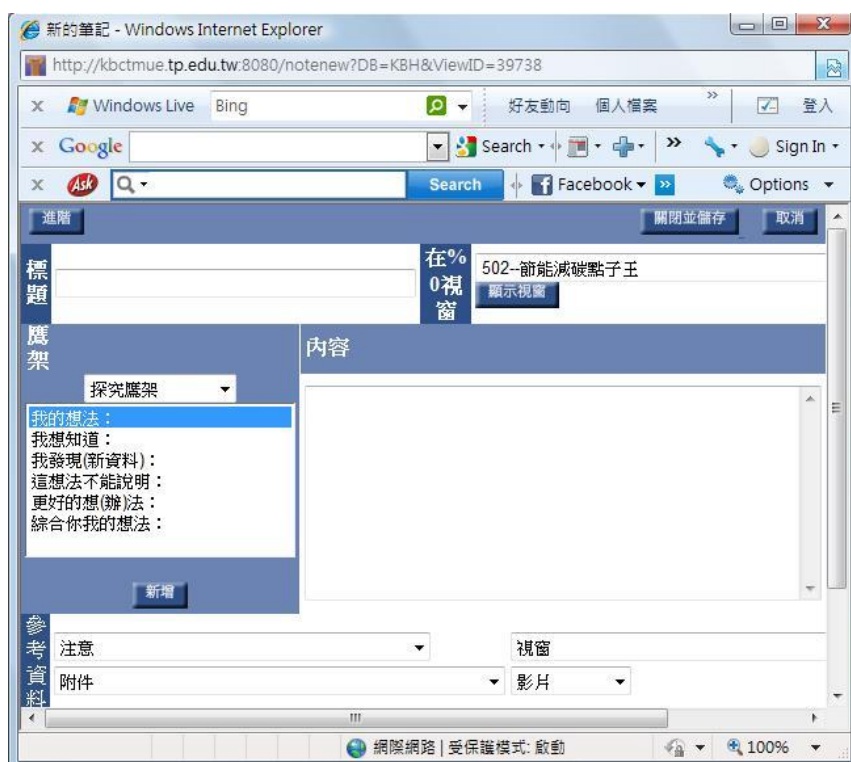 新的筆記 - Windows Internet Explorer
http://kbctmue.tp.edu.tw:8080/notenew?DB=KBH&ViewID=39738
x Windows Live Bing 好友動向 個人檔案 » 登入
x Google Search » Sign In
x Ask Search Facebook » Options
進階 關閉並儲存 取消
標題 在%0視窗 502--節能減碳點子王
顯示視窗
鷹架 內容
探究鷹架
我的想法：
我想知道：
我發現(新資料)：
這想法不能說明：
更好的想(辦)法：
綜合你我的想法：
新增
參考資料 注意 視窗
附件 影片
網際網路 | 受保護模式: 啟動 100%